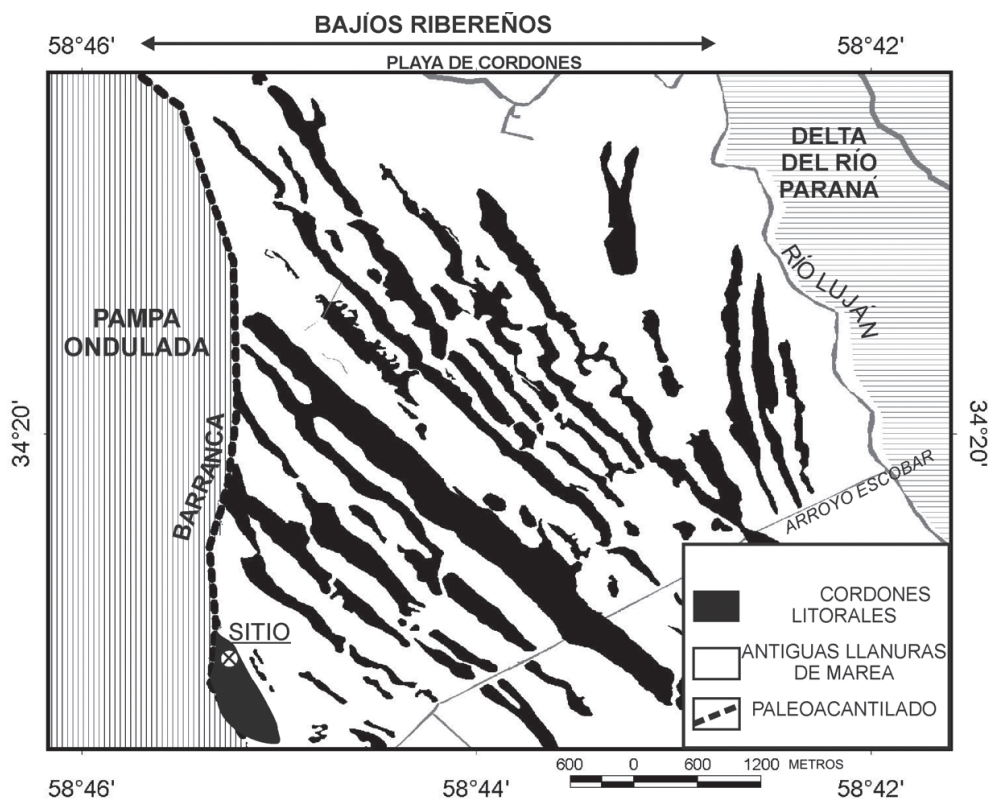 BAJÍOS RIBEREÑOS
58°46'
58°42'
PLAYA DE CORDONES
DELTA
DEL RÍO
PARANÁ
RÍO LUJÁN
PAMPA
ONDULADA
34°20'
34°20'
BARRANCA
ARROYO ESCOBAR
SITIO
CORDONES
LITORALES
ANTIGUAS LLANURAS
DE MAREA
PALEOACANTILADO
58°46'
58°44'
58°42'
600 0 600 1200 METROS